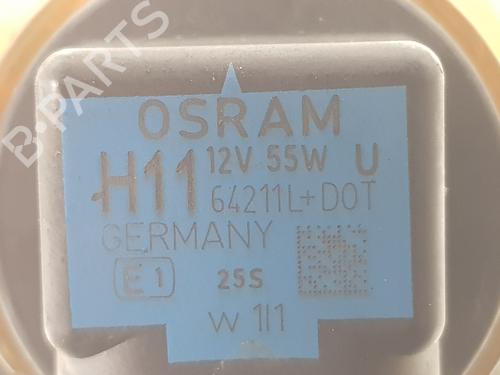 B-PARTS
OSRAM
H11 12V 55W U
64211L+DOT
GERMANY
E1 25S
W 1I1